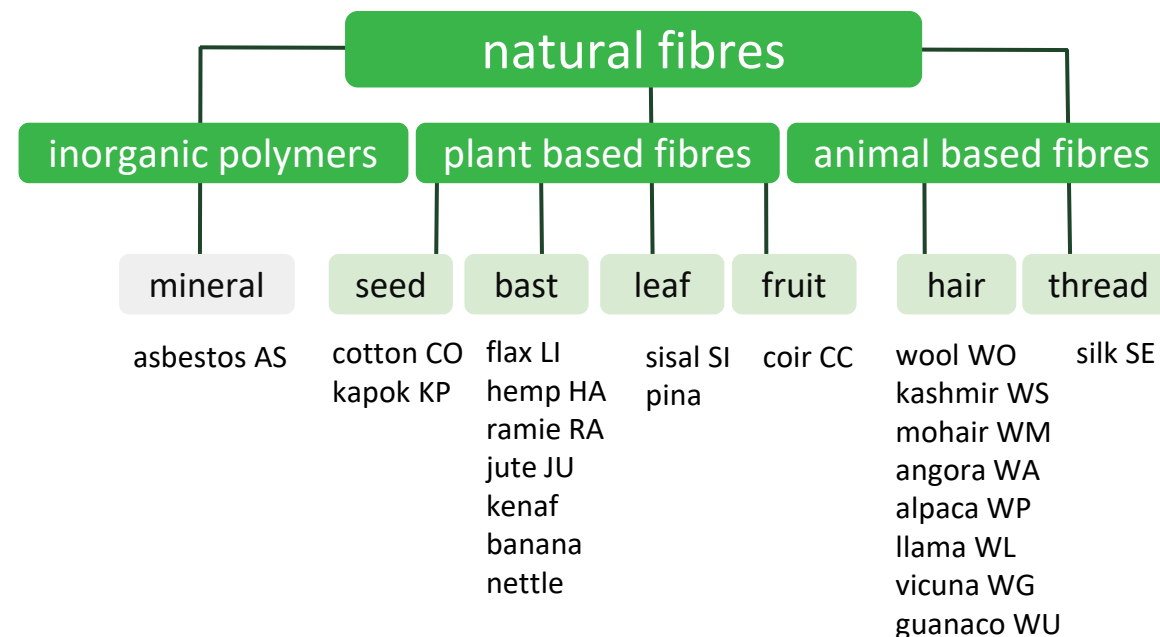 natural fibres
inorganic polymers
plant based fibres
animal based fibres
mineral
seed
bast
leaf
fruit
hair
thread
asbestos AS
cotton CO
kapok KP
flax LI
hemp HA
ramie RA
jute JU
kenaf
banana
nettle
sisal SI
pina
coir CC
wool WO
kashmir WS
mohair WM
angora WA
alpaca WP
llama WL
vicuna WG
guanaco WU
silk SE